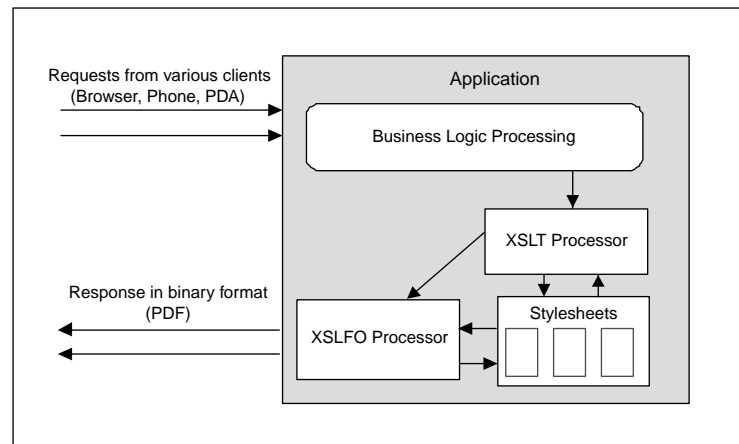 Requests from various clients
(Browser, Phone, PDA)
Application
Business Logic Processing
XSLT Processor
Response in binary format
(PDF)
XSLFO Processor
Stylesheets